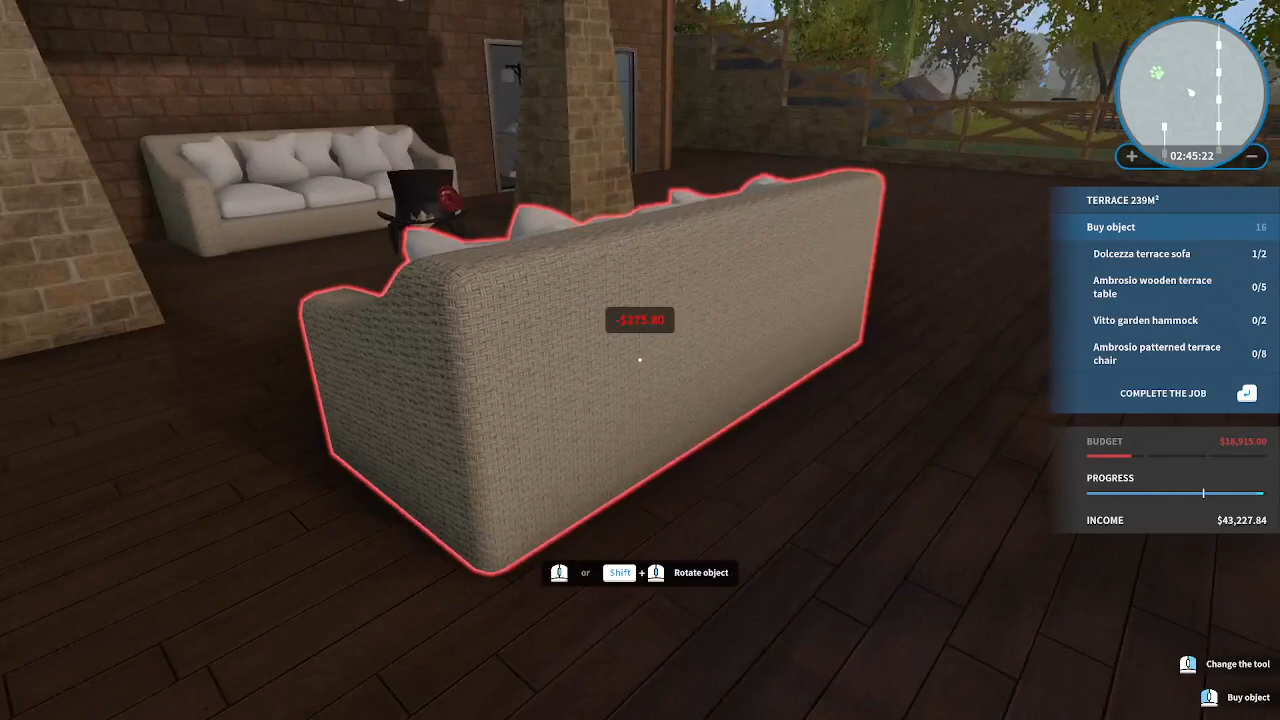 02:45:22
TERRACE 239M²
Buy object 16
Dolcezza terrace sofa 1/2
Ambrosio wooden terrace
table 0/5
Vitto garden hammock 0/2
Ambrosio patterned terrace
chair 0/8
COMPLETE THE JOB
BUDGET $18,915.00
PROGRESS
INCOME $43,227.84
-$275.80
or Shift + Rotate object
Change the tool
Buy object